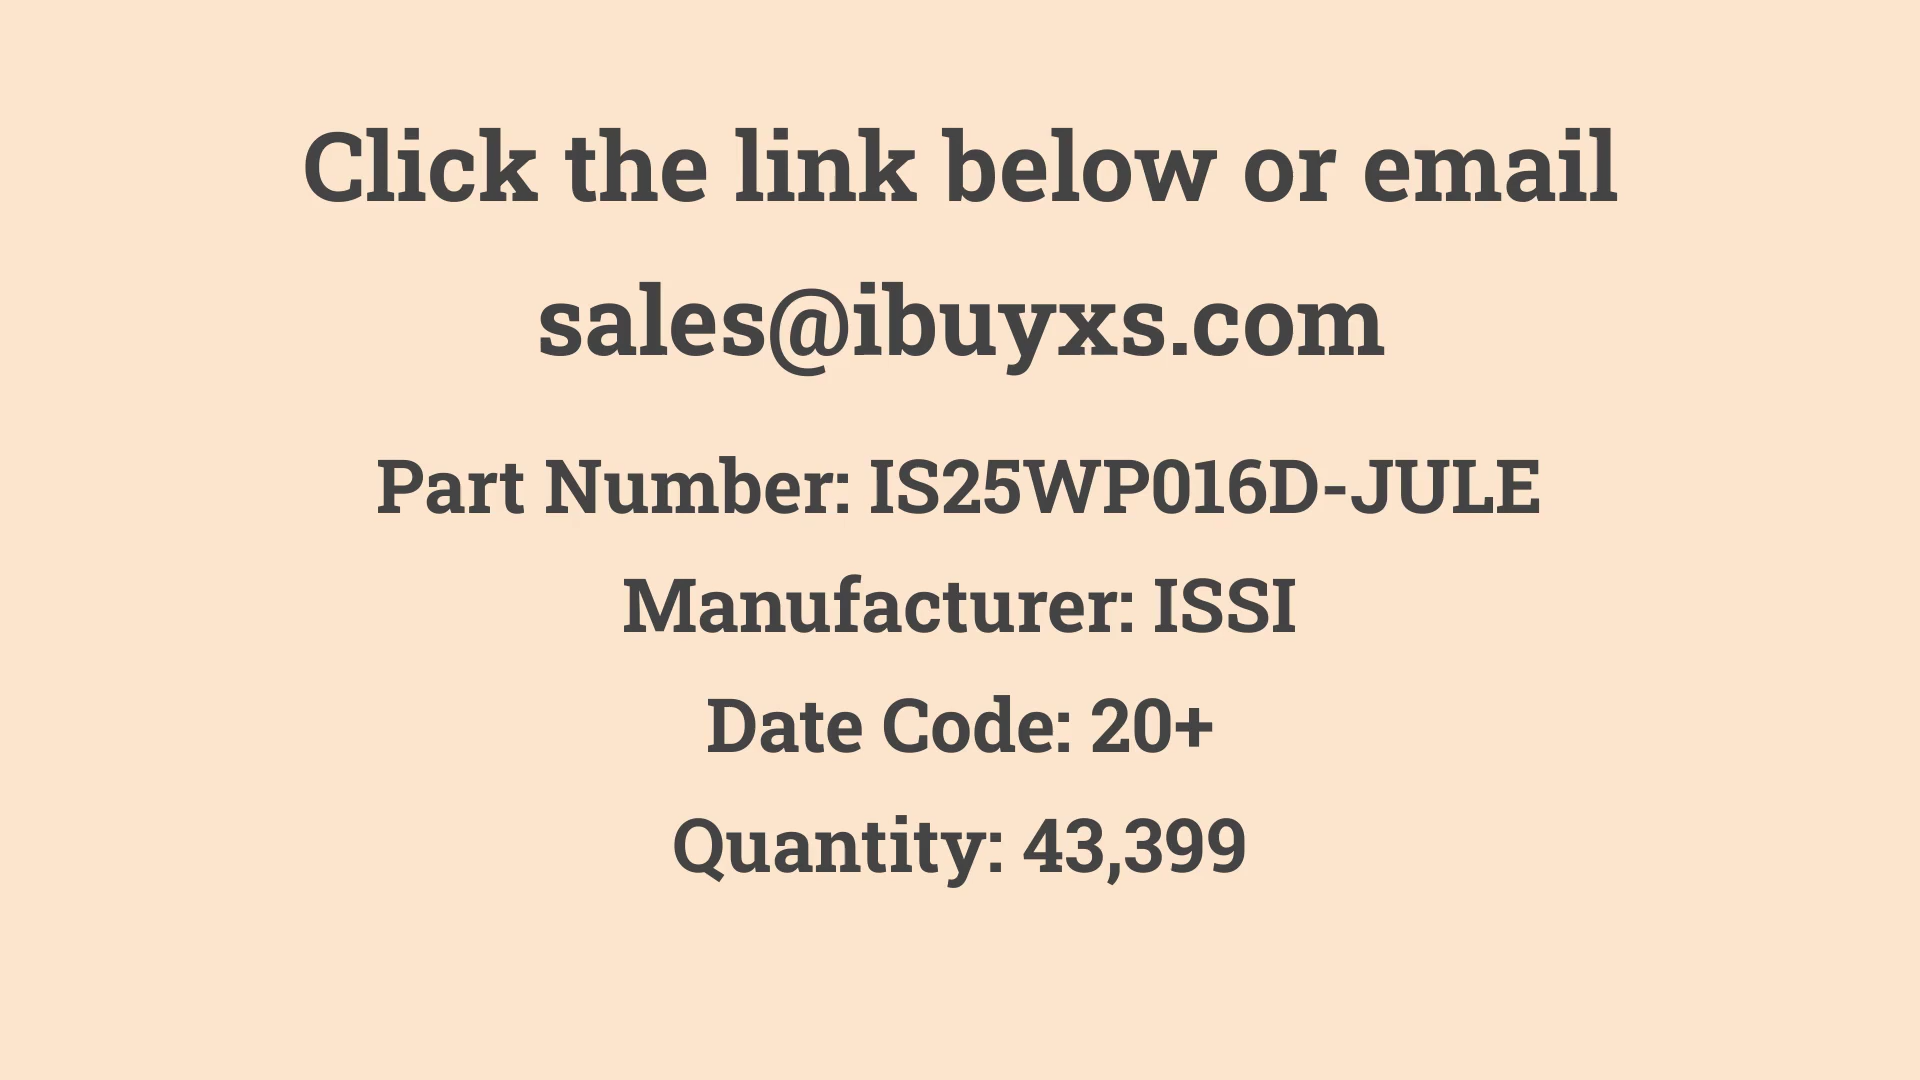 Click the link below or email
sales@ibuyxs.com
Part Number: IS25WP016D-JULE
Manufacturer: ISSI
Date Code: 20+
Quantity: 43,399